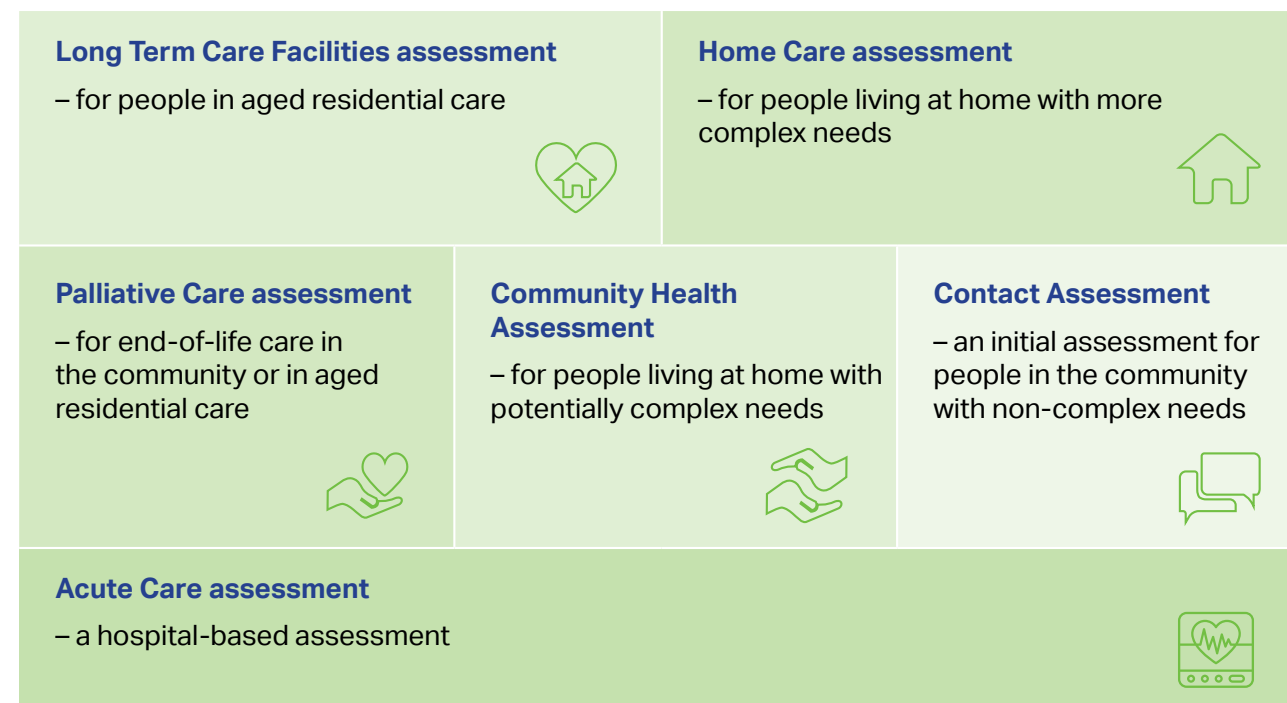 Long Term Care Facilities assessment
– for people in aged residential care
Home Care assessment
– for people living at home with more
complex needs
Palliative Care assessment
– for end-of-life care in
the community or in aged
residential care
Community Health
Assessment
– for people living at home with
potentially complex needs
Contact Assessment
– an initial assessment for
people in the community
with non-complex needs
Acute Care assessment
– a hospital-based assessment